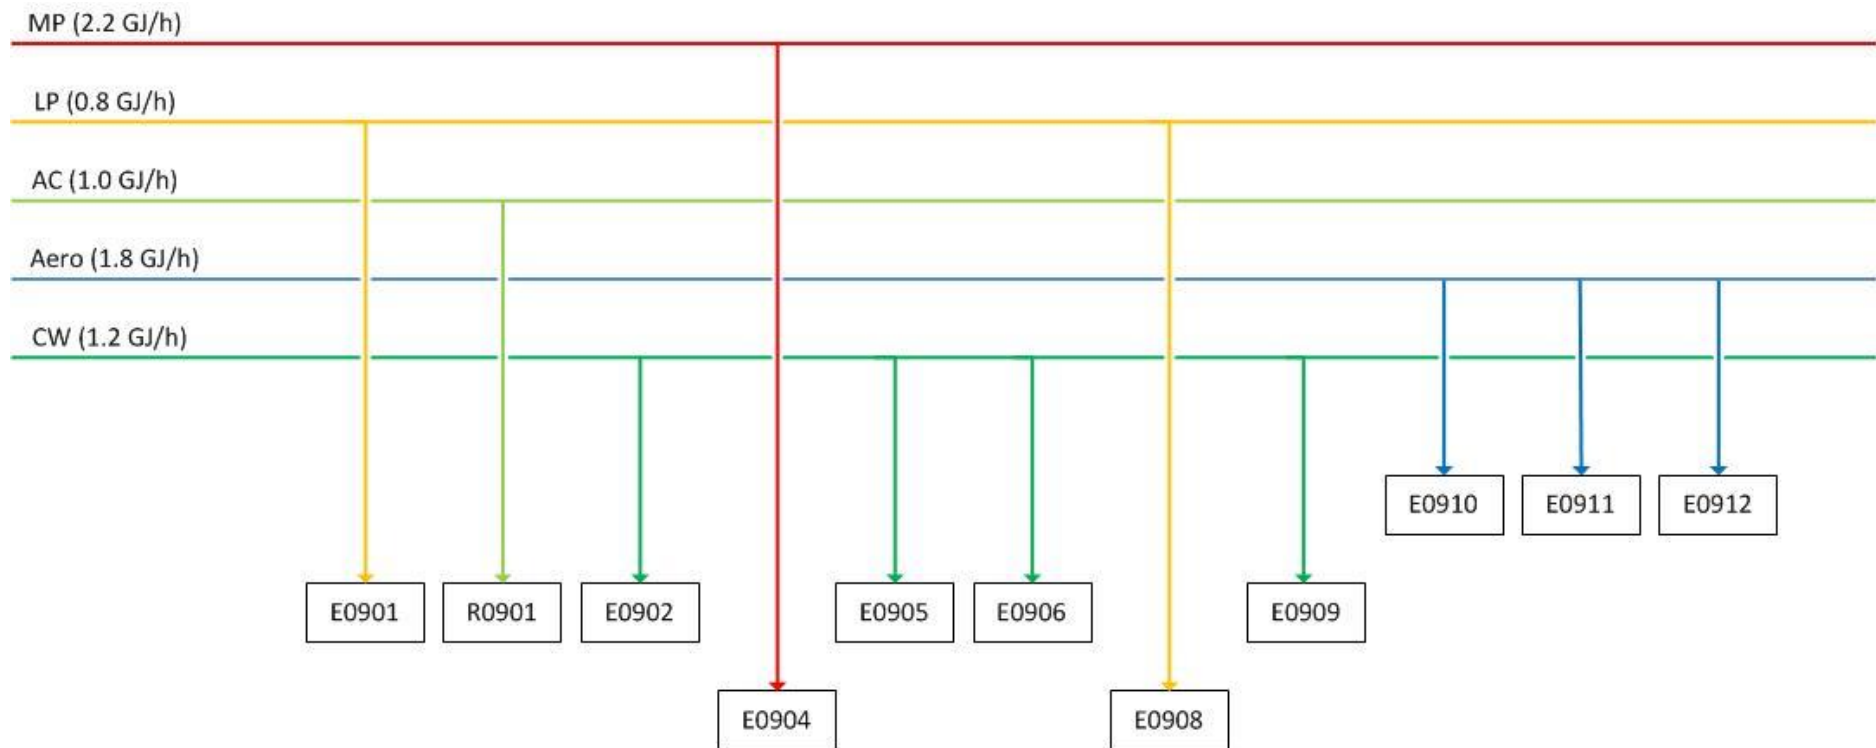 MP (2.2 GJ/h)
LP (0.8 GJ/h)
AC (1.0 GJ/h)
Aero (1.8 GJ/h)
CW (1.2 GJ/h)
E0910 E0911 E0912
E0901 R0901 E0902 E0905 E0906 E0909
E0904 E0908